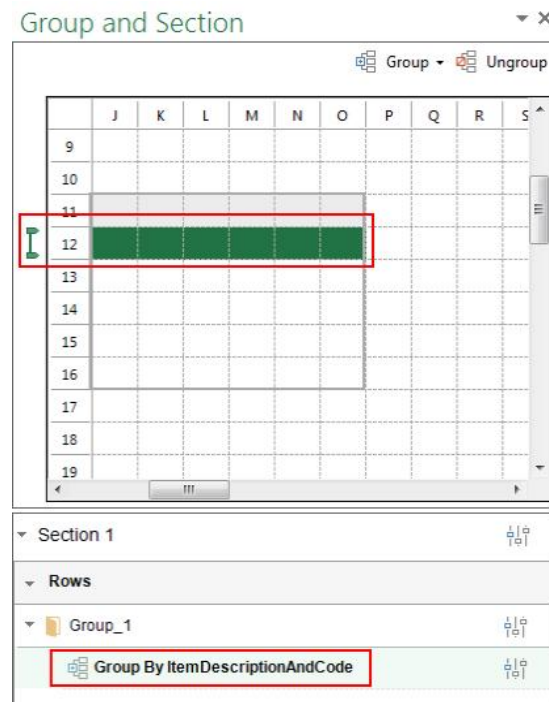 Group and Section
Group Ungroup
J K L M N O P Q R S
9
10
11
12
13
14
15
16
17
18
19
Section 1
Rows
Group_1
Group By ItemDescriptionAndCode